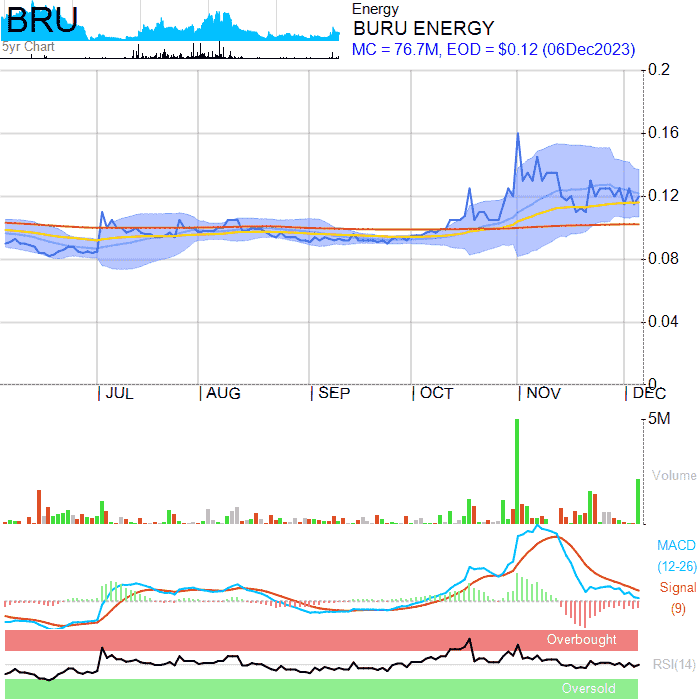 BRU
5yr Chart
Energy
BURU ENERGY
MC = 76.7M, EOD = $0.12 (06Dec2023)
0.2
0.16
0.12
0.08
0.04
0
JUL AUG SEP OCT NOV DEC
5M
Volume
MACD
(12-26)
Signal
(9)
Overbought
RSI(14)
Oversold